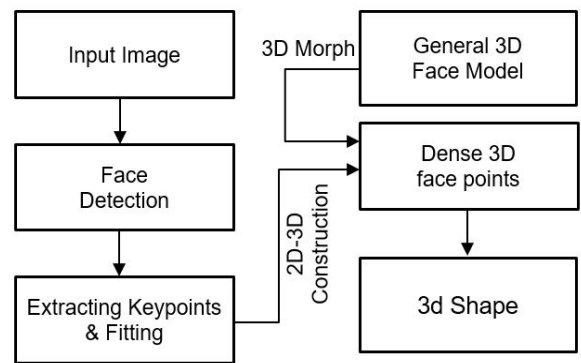 Input Image
Face
Detection
Extracting Keypoints
& Fitting
2D-3D
Construction
3D Morph
General 3D
Face Model
Dense 3D
face points
3d Shape